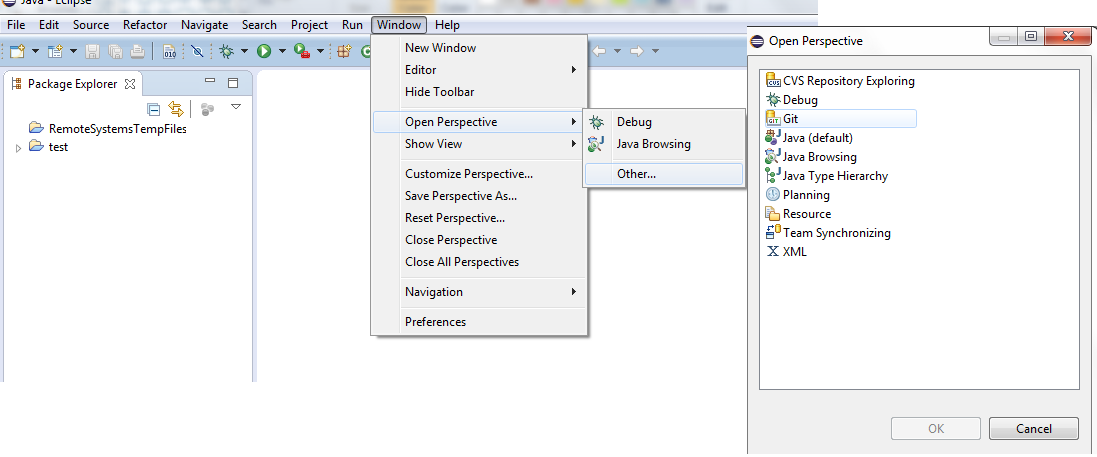 Java - Eclipse
File Edit Source Refactor Navigate Search Project Run Window Help
Package Explorer
RemoteSystemsTempFiles
test
New Window
Editor
Hide Toolbar
Open Perspective
Show View
Customize Perspective...
Save Perspective As...
Reset Perspective...
Close Perspective
Close All Perspectives
Navigation
Preferences
Debug
Java Browsing
Other...
Open Perspective
CVS Repository Exploring
Debug
Git
Java (default)
Java Browsing
Java Type Hierarchy
Planning
Resource
Team Synchronizing
XML
OK Cancel